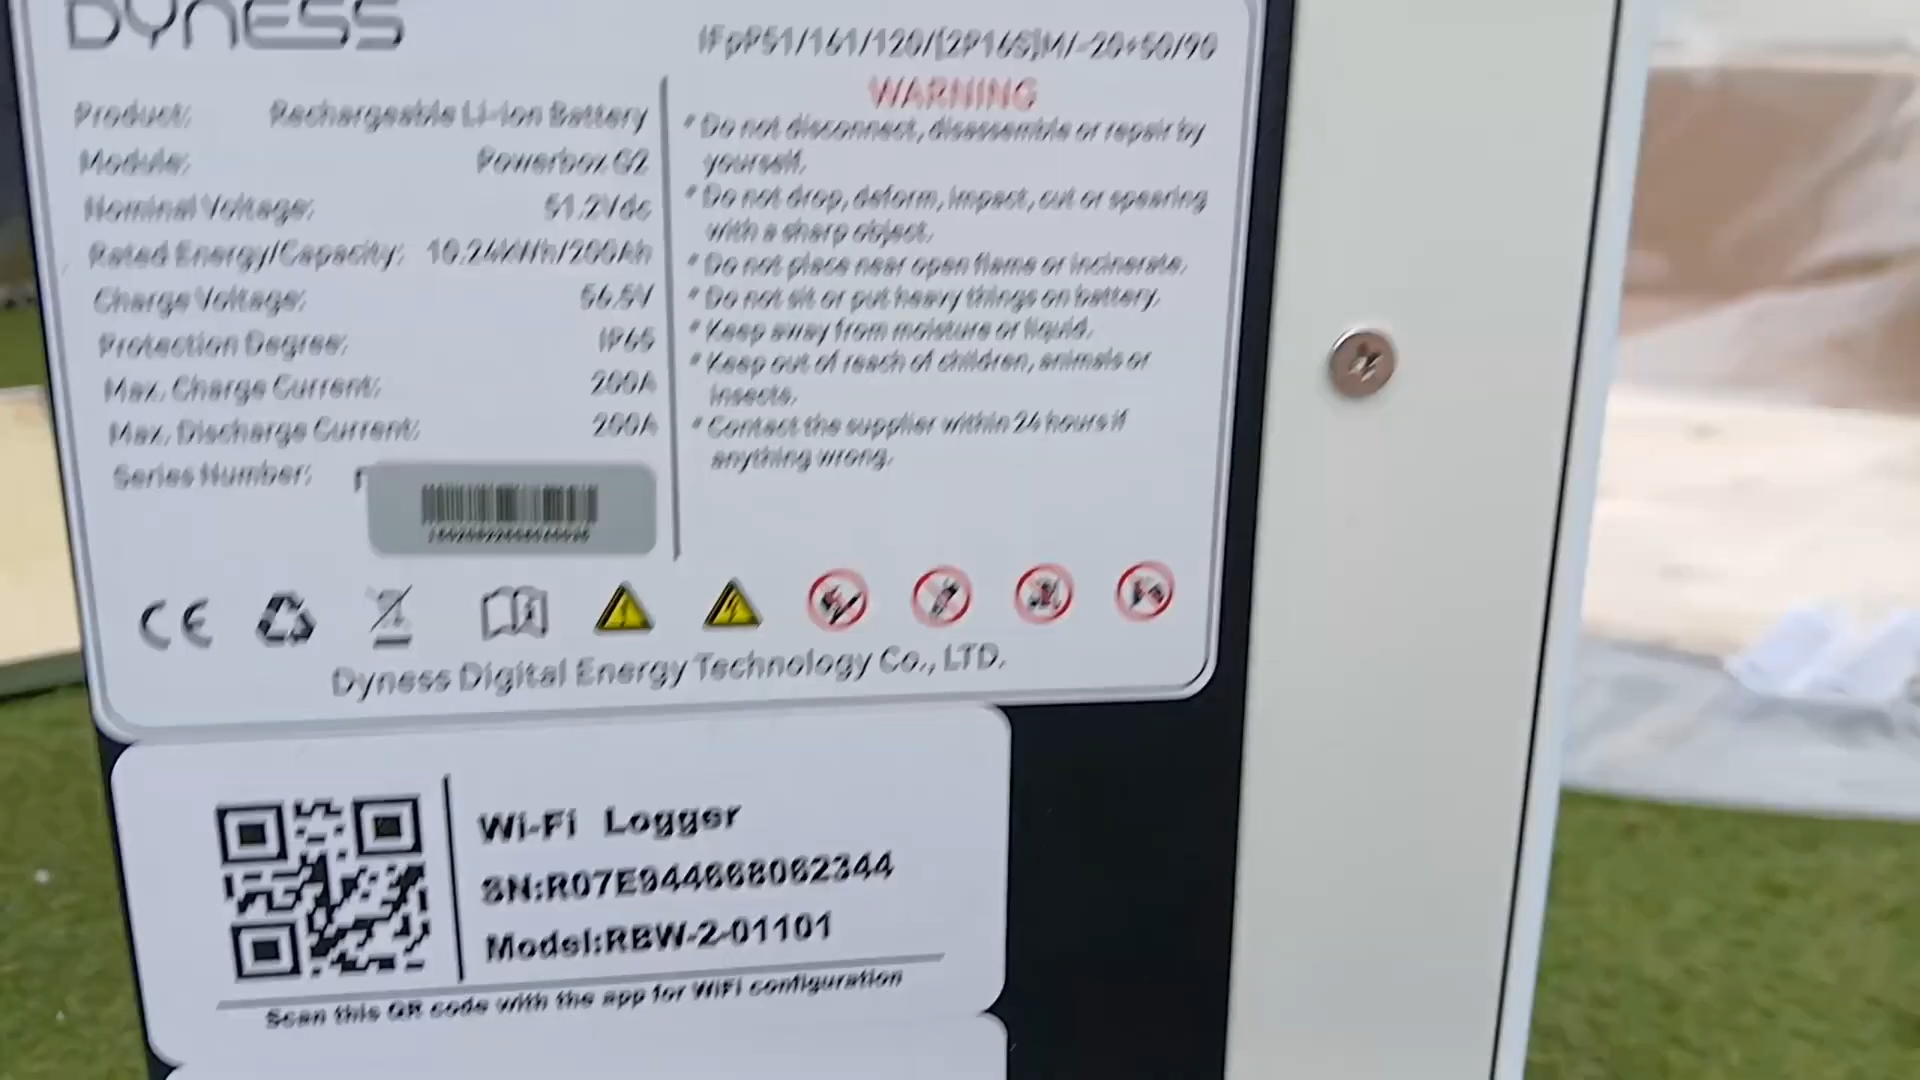 DYNESS
IFpP51/161/120/[2P16S]M/-20+50/90
Product: Rechargeable Li-ion Battery
Module: Powerbox G2
Nominal Voltage: 51.2Vdc
Rated Energy/Capacity: 10.24kWh/200Ah
Charge Voltage: 56.5V
Protection Degree: IP65
Max. Charge Current: 200A
Max. Discharge Current: 200A
Series Number:
WARNING
* Do not disconnect, disassemble or repair by
yourself.
* Do not drop, deform, impact, cut or spearing
with a sharp object.
* Do not place near open flame or incinerate.
* Do not sit or put heavy things on battery.
* Keep away from moisture or liquid.
* Keep out of reach of children, animals or
insects.
* Contact the supplier within 24 hours if
anything wrong.
CE
Dyness Digital Energy Technology Co., LTD.
Wi-Fi Logger
SN:R07E944668062344
Model:RBW-2-01101
Scan this QR code with the app for WiFi configuration